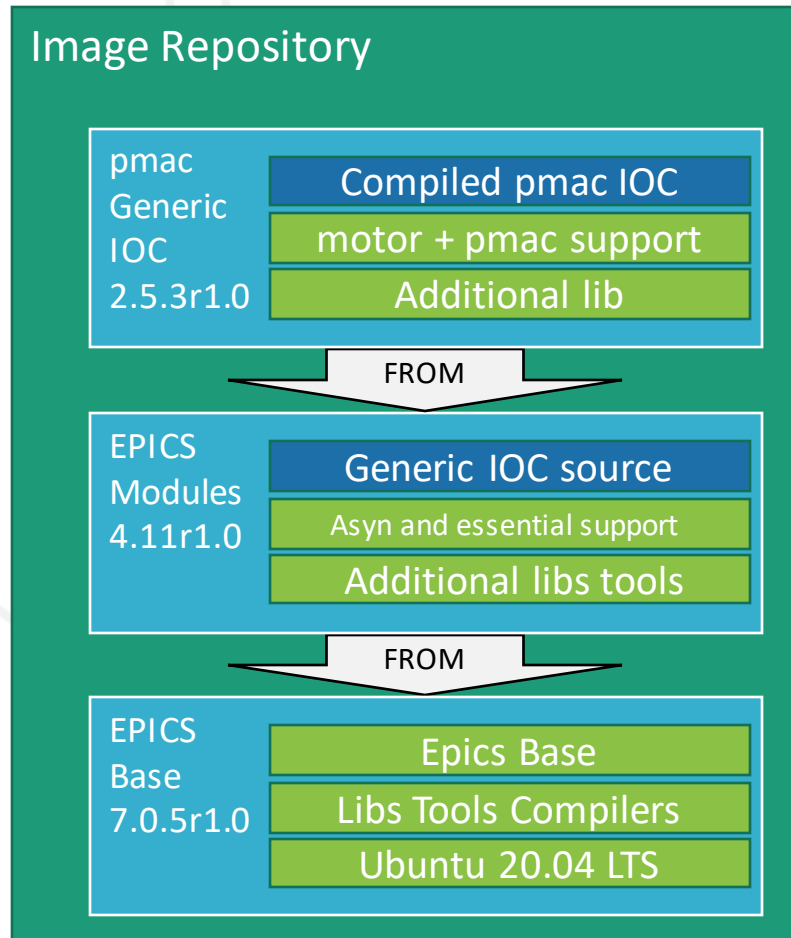 Image Repository
pmac
Generic
IOC
2.5.3r1.0
Compiled pmac IOC
motor + pmac support
Additional lib
FROM
EPICS
Modules
4.11r1.0
Generic IOC source
Asyn and essential support
Additional libs tools
FROM
EPICS
Base
7.0.5r1.0
Epics Base
Libs Tools Compilers
Ubuntu 20.04 LTS